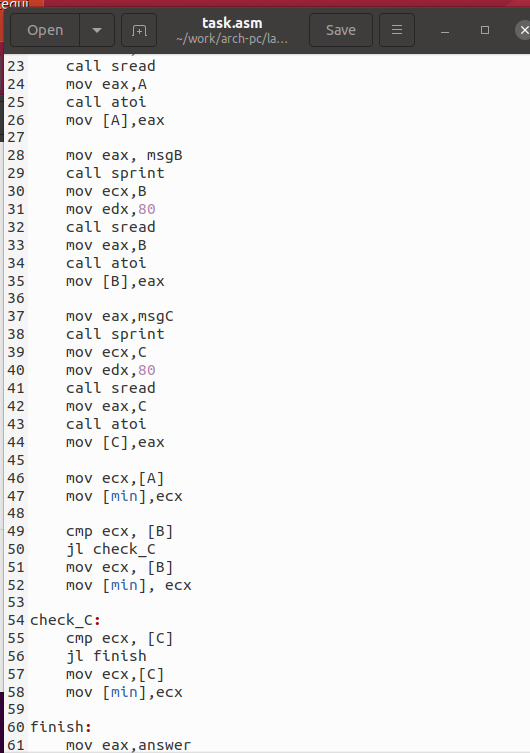 task.asm
Open
~/work/arch-pc/la...
Save
23 call sread
24 mov eax,A
25 call atoi
26 mov [A],eax
27
28 mov eax, msgB
29 call sprint
30 mov ecx,B
31 mov edx,80
32 call sread
33 mov eax,B
34 call atoi
35 mov [B],eax
36
37 mov eax,msgC
38 call sprint
39 mov ecx,C
40 mov edx,80
41 call sread
42 mov eax,C
43 call atoi
44 mov [C],eax
45
46 mov ecx,[A]
47 mov [min],ecx
48
49 cmp ecx, [B]
50 jl check_C
51 mov ecx, [B]
52 mov [min], ecx
53
54 check_C:
55 cmp ecx, [C]
56 jl finish
57 mov ecx,[C]
58 mov [min],ecx
59
60 finish:
61 mov eax,answer